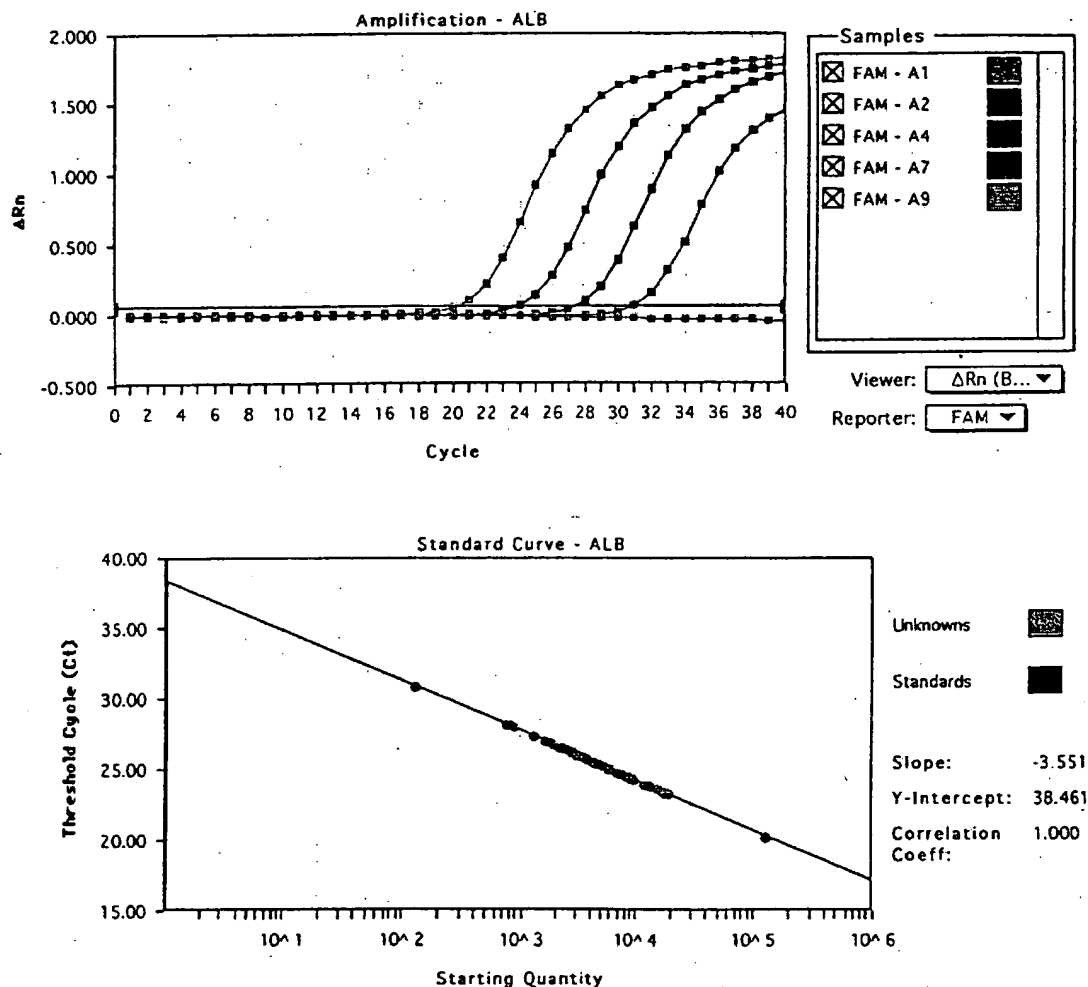 Amplification - ALB
2.000
1.500
1.000
0.500
0.000
-0.500
ΔRn
0 2 4 6 8 10 12 14 16 18 20 22 24 26 28 30 32 34 36 38 40
Cycle
Samples
FAM - A1
FAM - A2
FAM - A4
FAM - A7
FAM - A9
Viewer: ΔRn (B... ▼
Reporter: FAM ▼
Standard Curve - ALB
40.00
35.00
30.00
25.00
20.00
15.00
Threshold Cycle (Ct)
10^1 10^2 10^3 10^4 10^5 10^6
Starting Quantity
Unknowns
Standards
Slope: -3.551
Y-Intercept: 38.461
Correlation 1.000
Coeff: